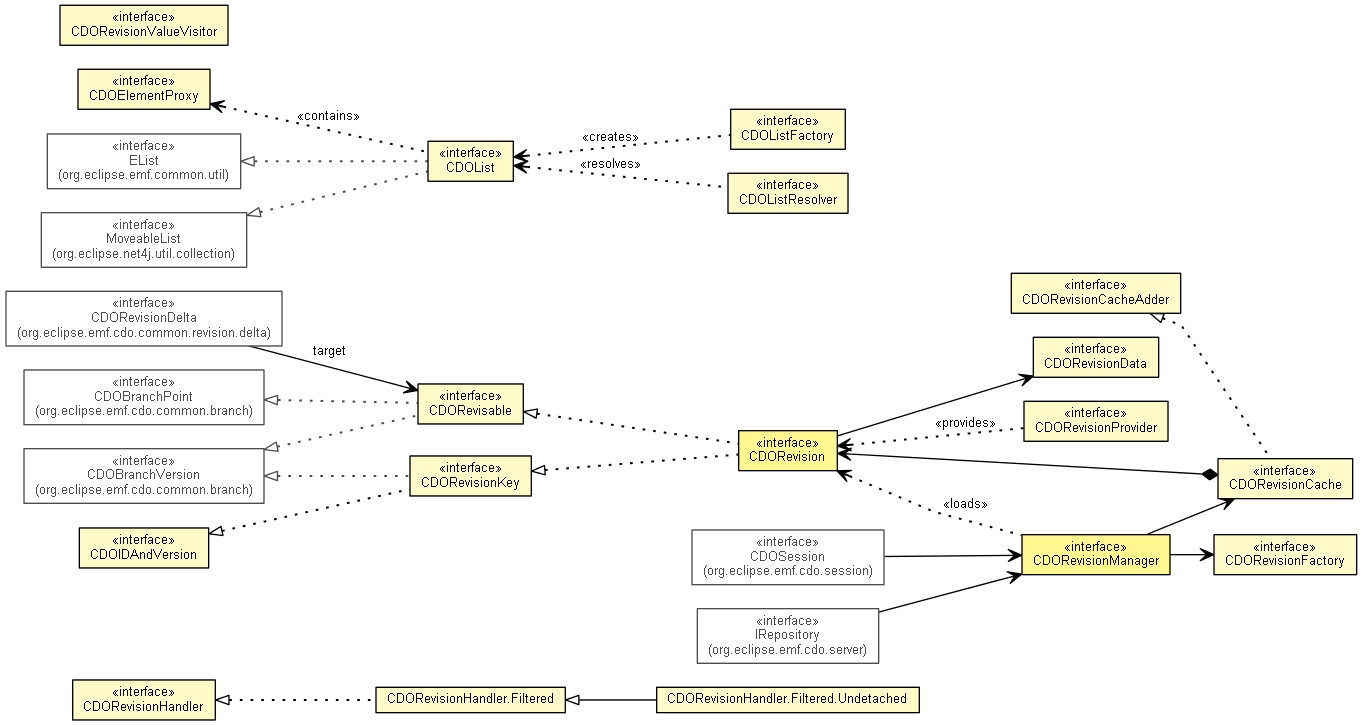 «interface»
CDORevisionValueVisitor
«interface»
CDOElementProxy
«contains»
«interface»
EList
(org.eclipse.emf.common.util)
«interface»
CDOList
«creates»
«resolves»
«interface»
CDOListFactory
«interface»
CDOListResolver
«interface»
MoveableList
(org.eclipse.net4j.util.collection)
«interface»
CDORevisionDelta
(org.eclipse.emf.cdo.common.revision.delta)
target
«interface»
CDOBranchPoint
(org.eclipse.emf.cdo.common.branch)
«interface»
CDORevisable
«interface»
CDOBranchVersion
(org.eclipse.emf.cdo.common.branch)
«interface»
CDORevisionKey
«interface»
CDOIDAndVersion
«interface»
CDORevision
«interface»
CDORevisionCacheAdder
«interface»
CDORevisionData
«provides»
«interface»
CDORevisionProvider
«interface»
CDORevisionCache
«loads»
«interface»
CDOSession
(org.eclipse.emf.cdo.session)
«interface»
CDORevisionManager
«interface»
CDORevisionFactory
«interface»
IRepository
(org.eclipse.emf.cdo.server)
«interface»
CDORevisionHandler
CDORevisionHandler.Filtered
CDORevisionHandler.Filtered.Undetached